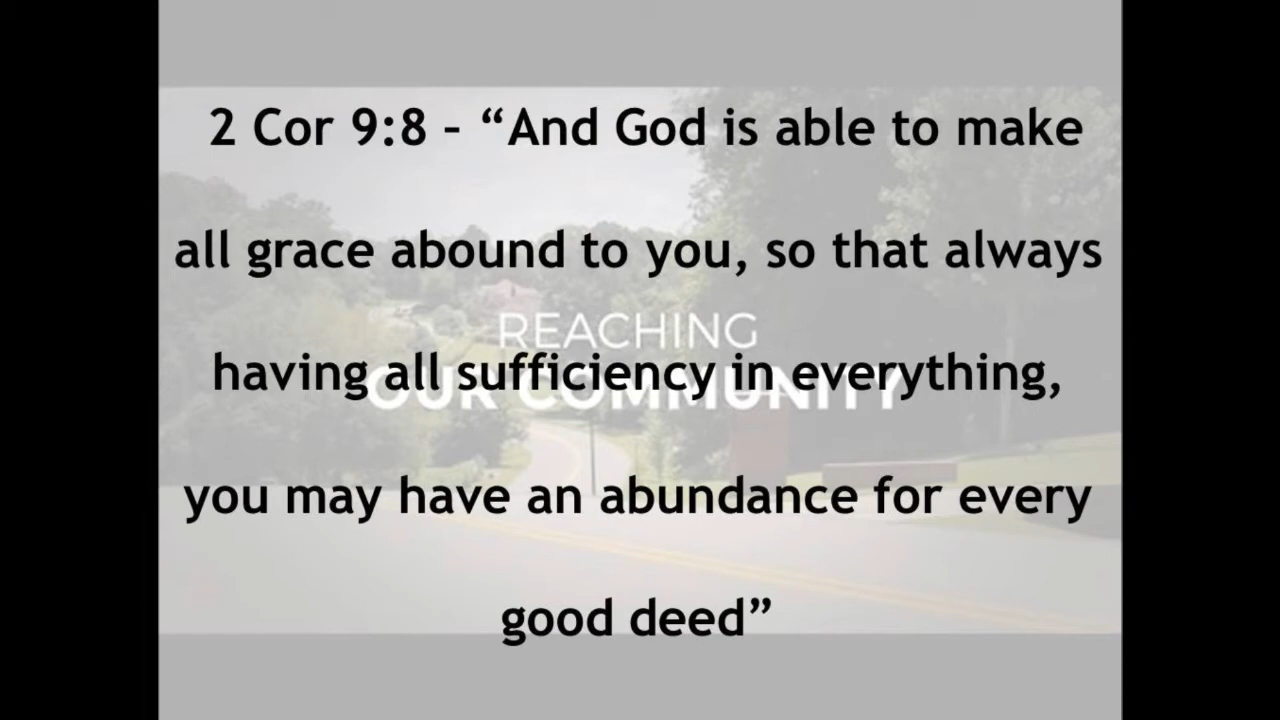 2 Cor 9:8 – “And God is able to make
all grace abound to you, so that always
REACHING
having all sufficiency in everything,
OUR COMMUNITY
you may have an abundance for every
good deed”